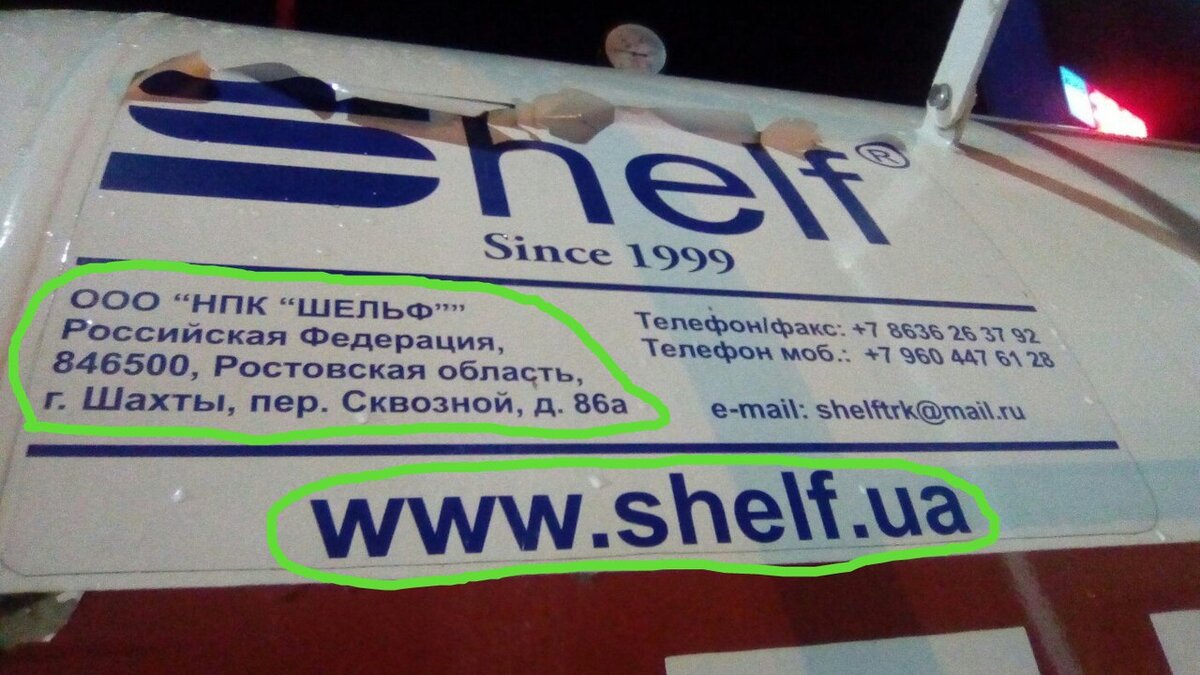 Shelf®
Since 1999
ООО “НПК “ШЕЛЬФ””
Российская Федерация,
846500, Ростовская область,
г. Шахты, пер. Сквозной, д. 86а
Телефон/факс: +7 8636 26 37 92
Телефон моб.: +7 960 447 61 28
e-mail: shelftrk@mail.ru
www.shelf.ua